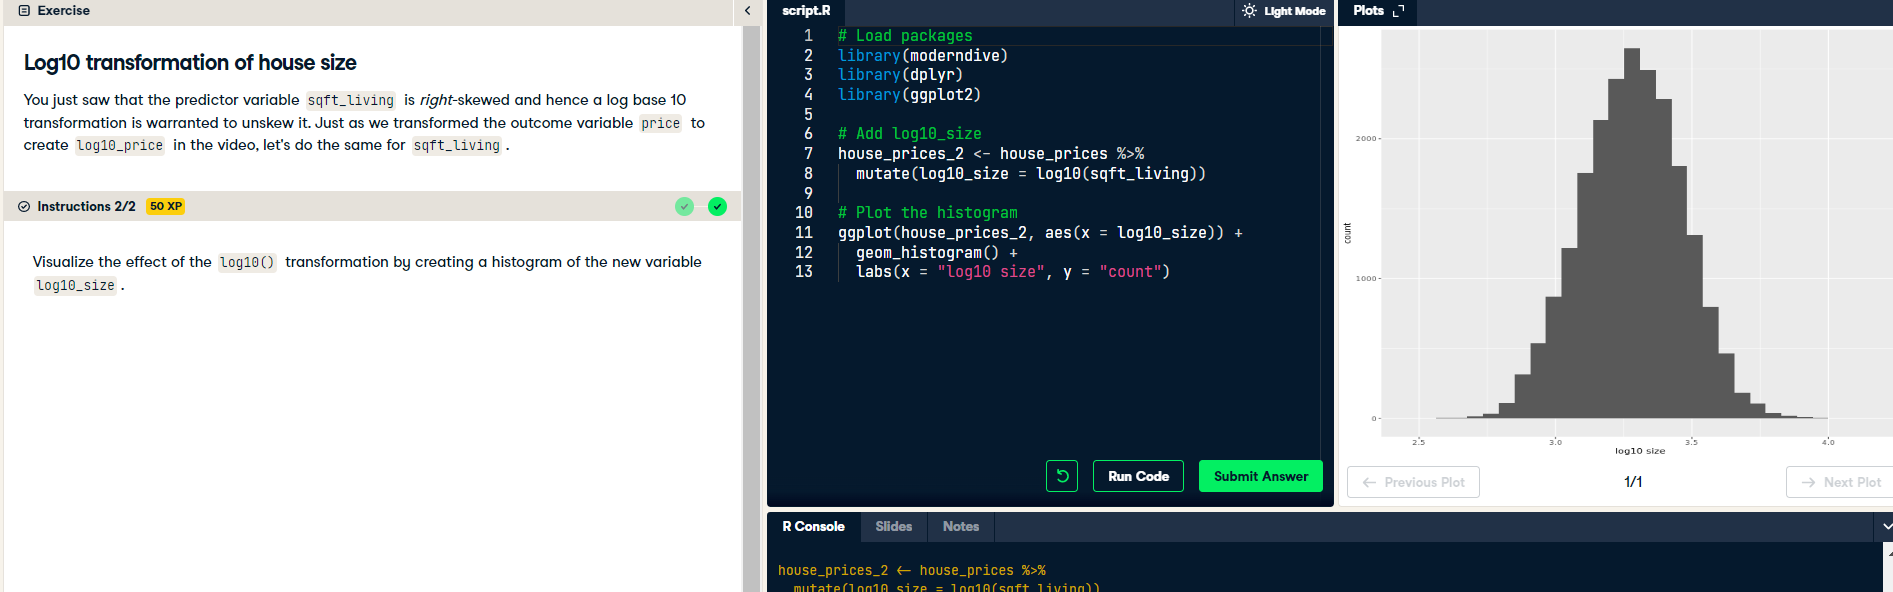 Exercise
Log10 transformation of house size
You just saw that the predictor variable sqft_living is right-skewed and hence a log base 10
transformation is warranted to unskew it. Just as we transformed the outcome variable price to
create log10_price in the video, let's do the same for sqft_living .
Instructions 2/2 50 XP
Visualize the effect of the log10() transformation by creating a histogram of the new variable
log10_size .
script.R
Light Mode
1 # Load packages
2 library(moderndive)
3 library(dplyr)
4 library(ggplot2)
5
6 # Add log10_size
7 house_prices_2 <- house_prices %>%
8 mutate(log10_size = log10(sqft_living))
9
10 # Plot the histogram
11 ggplot(house_prices_2, aes(x = log10_size)) +
12 geom_histogram() +
13 labs(x = "log10 size", y = "count")
Run Code
Submit Answer
R Console Slides Notes
house_prices_2 <- house_prices %>%
mutate(log10_size = log10(sqft_living))
Plots
2000
1000
0
count
2.5 3.0 3.5 4.0
log10 size
← Previous Plot
1/1
→ Next Plot